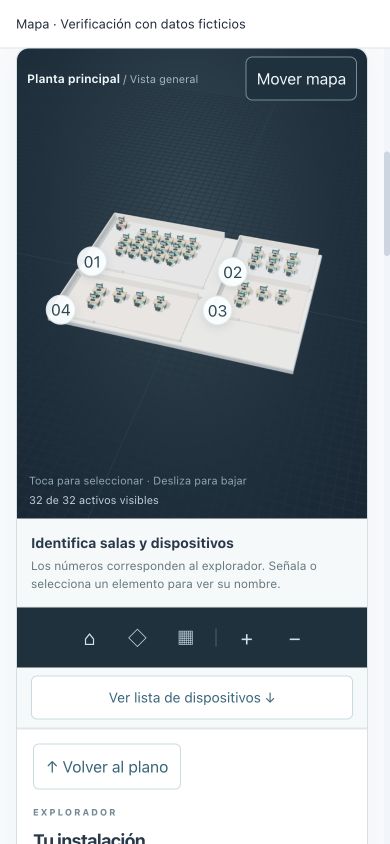 Mapa · Verificación con datos ficticios
Planta principal / Vista general
Mover mapa
01
02
03
04
Toca para seleccionar · Desliza para bajar
32 de 32 activos visibles
Identifica salas y dispositivos
Los números corresponden al explorador. Señala o
selecciona un elemento para ver su nombre.
+ −
Ver lista de dispositivos ↓
↑ Volver al plano
EXPLORADOR
Tu instalación